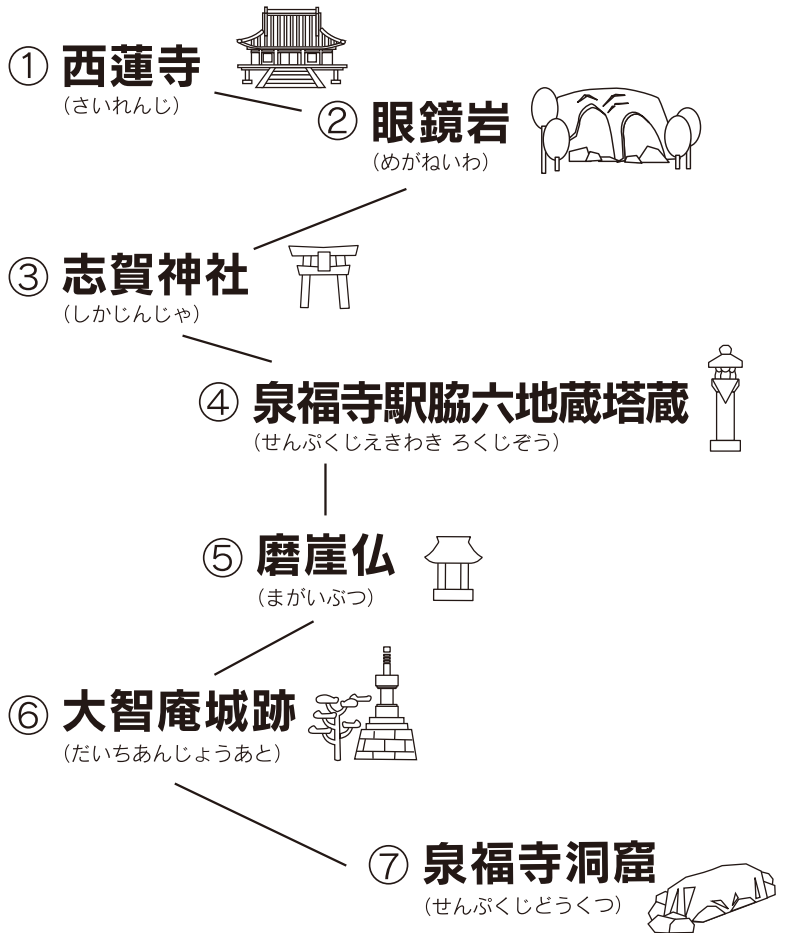 ① 西蓮寺
（さいれんじ）
② 眼鏡岩
（めがねいわ）
③ 志賀神社
（しかじんじゃ）
④ 泉福寺駅脇六地蔵塔蔵
（せんぷくじえきわき ろくじぞう）
⑤ 磨崖仏
（まがいぶつ）
⑥ 大智庵城跡
（だいちあんじょうあと）
⑦ 泉福寺洞窟
（せんぷくじどうくつ）